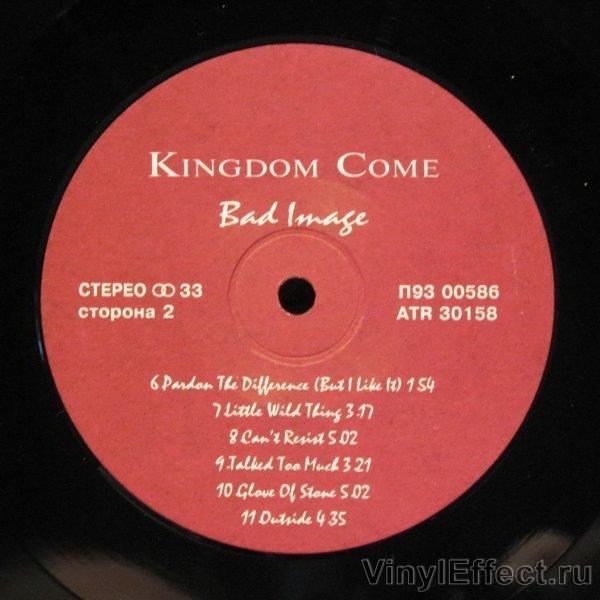 KINGDOM COME
Bad Image
СТЕРЕО ꝏ 33
сторона 2
П93 00586
ATR 30158
6 Pardon The Difference (But I Like It) 1 54
7 Little Wild Thing 3.17
8 Can't Resist 5.02
9. Talked Too Much 3.21
10 Glove Of Stone 5.02
11 Outside 4.35
VinylEffect.ru